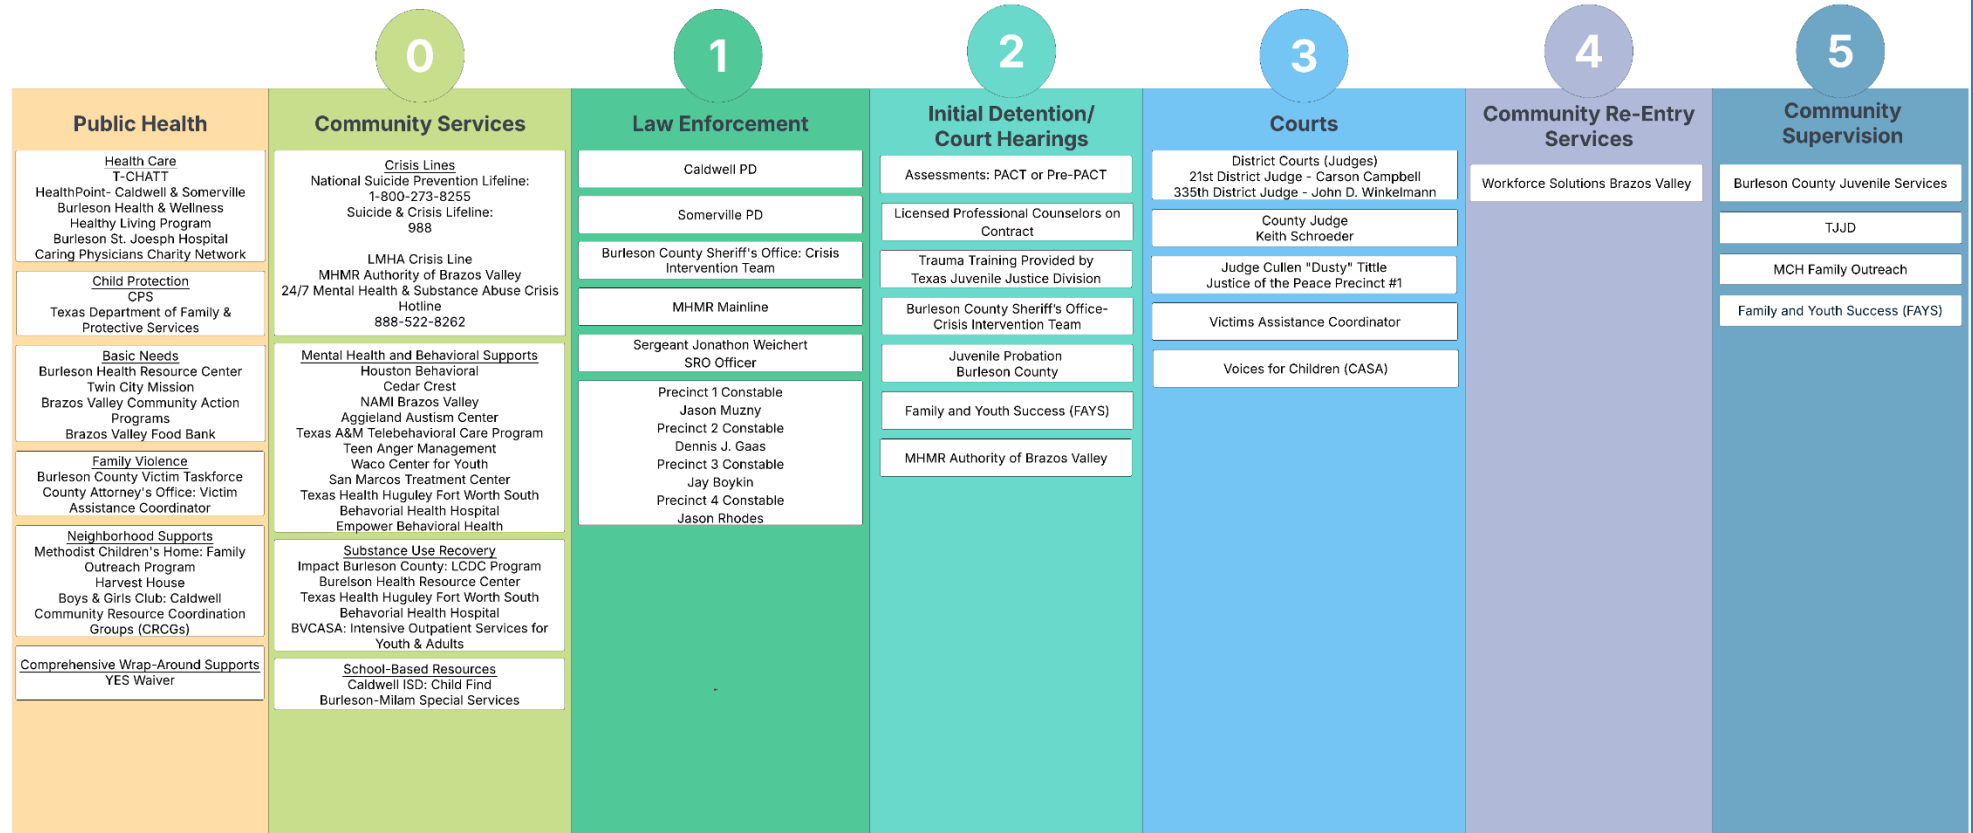 0
1
2
3
4
5
Public Health
Health Care
T-CHATT
HealthPoint- Caldwell & Somerville
Burleson Health & Wellness
Healthy Living Program
Burleson St. Joesph Hospital
Caring Physicians Charity Network
Child Protection
CPS
Texas Department of Family &
Protective Services
Basic Needs
Burleson Health Resource Center
Twin City Mission
Brazos Valley Community Action
Programs
Brazos Valley Food Bank
Family Violence
Burleson County Victim Taskforce
County Attorney's Office: Victim
Assistance Coordinator
Neighborhood Supports
Methodist Children's Home: Family
Outreach Program
Harvest House
Boys & Girls Club: Caldwell
Community Resource Coordination
Groups (CRCGs)
Comprehensive Wrap-Around Supports
YES Waiver
Community Services
Crisis Lines
National Suicide Prevention Lifeline:
1-800-273-8255
Suicide & Crisis Lifeline:
988
LMHA Crisis Line
MHMR Authority of Brazos Valley
24/7 Mental Health & Substance Abuse Crisis
Hotline
888-522-8262
Mental Health and Behavioral Supports
Houston Behavioral
Cedar Crest
NAMI Brazos Valley
Aggieland Austism Center
Texas A&M Telebehavioral Care Program
Teen Anger Management
Waco Center for Youth
San Marcos Treatment Center
Texas Health Huguley Fort Worth South
Behavorial Health Hospital
Empower Behavioral Health
Substance Use Recovery
Impact Burleson County: LCDC Program
Burelson Health Resource Center
Texas Health Huguley Fort Worth South
Behavorial Health Hospital
BVCASA: Intensive Outpatient Services for
Youth & Adults
School-Based Resources
Caldwell ISD: Child Find
Burleson-Milam Special Services
Law Enforcement
Caldwell PD
Somerville PD
Burleson County Sheriff's Office: Crisis
Intervention Team
MHMR Mainline
Sergeant Jonathon Weichert
SRO Officer
Precinct 1 Constable
Jason Muzny
Precinct 2 Constable
Dennis J. Gaas
Precinct 3 Constable
Jay Boykin
Precinct 4 Constable
Jason Rhodes
Initial Detention/
Court Hearings
Assessments: PACT or Pre-PACT
Licensed Professional Counselors on
Contract
Trauma Training Provided by
Texas Juvenile Justice Division
Burleson County Sheriff's Office-
Crisis Intervention Team
Juvenile Probation
Burleson County
Family and Youth Success (FAYS)
MHMR Authority of Brazos Valley
Courts
District Courts (Judges)
21st District Judge - Carson Campbell
335th District Judge - John D. Winkelmann
County Judge
Keith Schroeder
Judge Cullen "Dusty" Tittle
Justice of the Peace Precinct #1
Victims Assistance Coordinator
Voices for Children (CASA)
Community Re-Entry
Services
Workforce Solutions Brazos Valley
Community
Supervision
Burleson County Juvenile Services
TJJD
MCH Family Outreach
Family and Youth Success (FAYS)